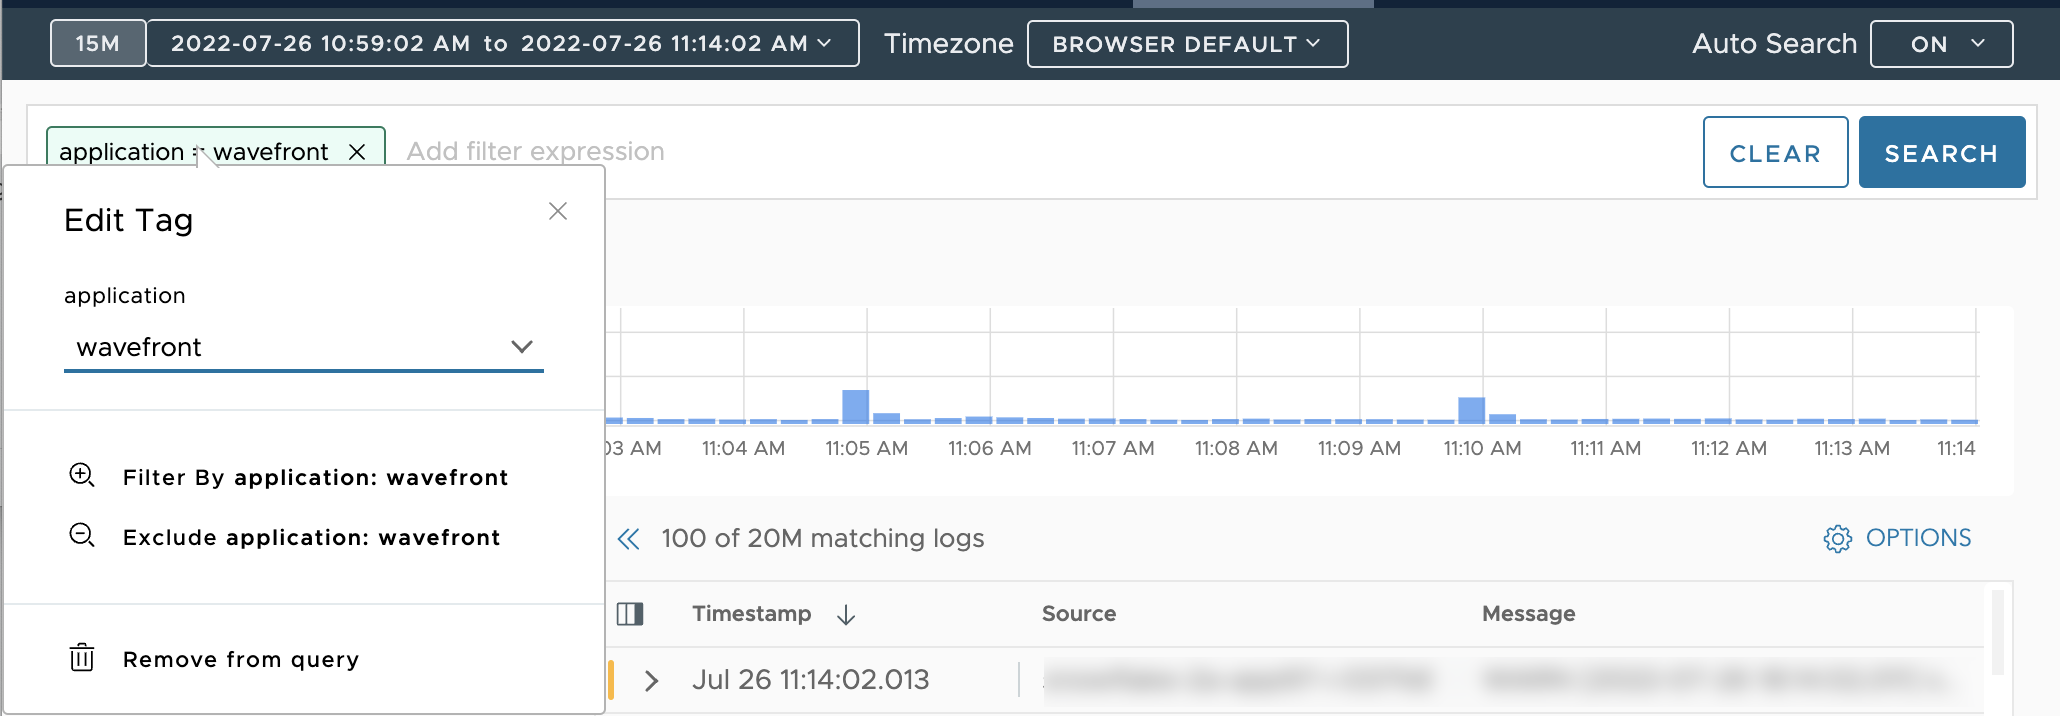 15M 2022-07-26 10:59:02 AM to 2022-07-26 11:14:02 AM Timezone BROWSER DEFAULT Auto Search ON
application = wavefront Add filter expression CLEAR SEARCH
Edit Tag
application
wavefront
03 AM 11:04 AM 11:05 AM 11:06 AM 11:07 AM 11:08 AM 11:09 AM 11:10 AM 11:11 AM 11:12 AM 11:13 AM 11:14
Filter By application: wavefront
Exclude application: wavefront
100 of 20M matching logs OPTIONS
Timestamp Source Message
Remove from query
Jul 26 11:14:02.013